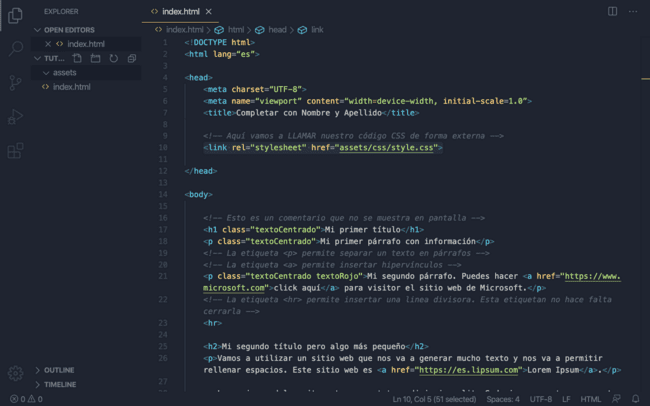 EXPLORER
OPEN EDITORS
index.html
TUT...
assets
index.html
OUTLINE
TIMELINE
index.html
index.html > html > head > link
1 <!DOCTYPE html>
2 <html lang="es">
3
4 <head>
5 <meta charset="UTF-8">
6 <meta name="viewport" content="width=device-width, initial-scale=1.0">
7 <title>Completar con Nombre y Apellido</title>
8
9 <!-- Aquí vamos a LLAMAR nuestro código CSS de forma externa -->
10 <link rel="stylesheet" href="assets/css/style.css">
11
12 </head>
13
14 <body>
15
16 <!-- Esto es un comentario que no se muestra en pantalla -->
17 <h1 class="textoCentrado">Mi primer título</h1>
18 <p class="textoCentrado">Mi primer párrafo con información</p>
19 <!-- La etiqueta <p> permite separar un texto en párrafos -->
20 <!-- La etiqueta <a> permite insertar hipervínculos -->
21 <p class="textoCentrado textoRojo">Mi segundo párrafo. Puedes hacer <a href="https://www.
microsoft.com">click aquí</a> para visitor el sitio web de Microsoft.</p>
22 <!-- La etiqueta <hr> permite insertar una linea divisora. Esta etiquetan no hace falta
cerrarla -->
23 <hr>
24
25 <h2>Mi segundo título pero algo más pequeño</h2>
26 <p>Vamos a utilizar un sitio web que nos va a generar mucho texto y nos va a permitir
rellenar espacios. Este sitio web es <a href="https://es.lipsum.com">Lorem Ipsum</a>.</p>
27
0 0
Ln 10, Col 5 (51 selected) Spaces: 4 UTF-8 LF HTML